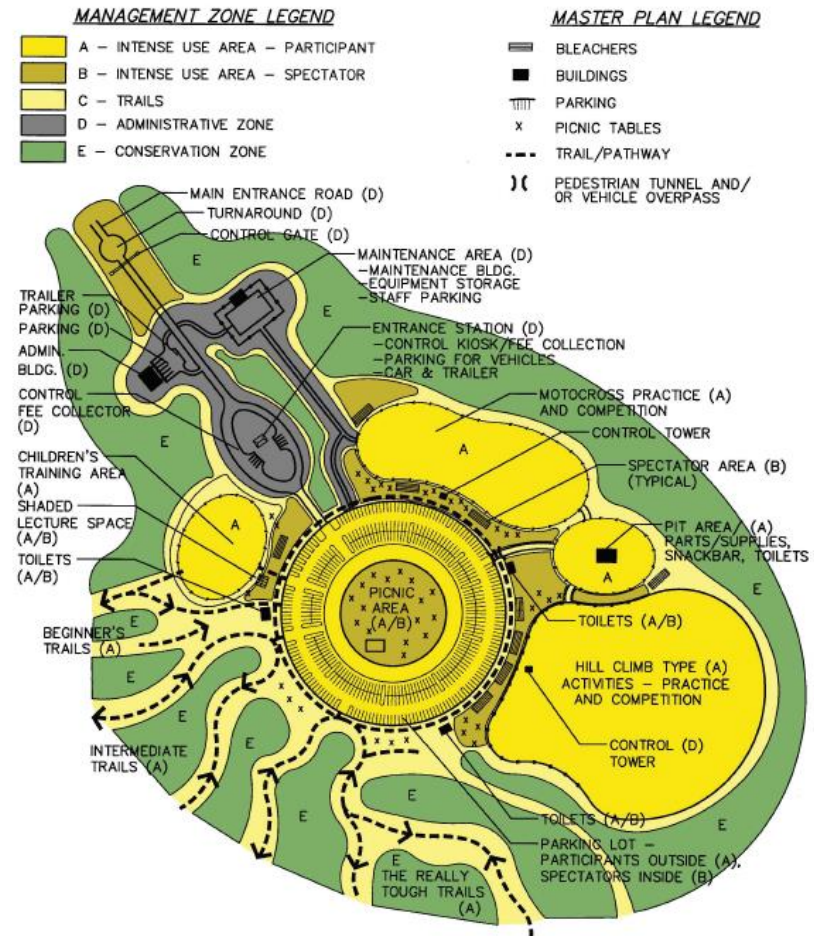 MANAGEMENT ZONE LEGEND
A – INTENSE USE AREA – PARTICIPANT
B – INTENSE USE AREA – SPECTATOR
C – TRAILS
D – ADMINISTRATIVE ZONE
E – CONSERVATION ZONE
MASTER PLAN LEGEND
BLEACHERS
BUILDINGS
PARKING
PICNIC TABLES
TRAIL/PATHWAY
PEDESTRIAN TUNNEL AND/
OR VEHICLE OVERPASS
MAIN ENTRANCE ROAD (D)
TURNAROUND (D)
CONTROL GATE (D)
E
MAINTENANCE AREA (D)
-MAINTENANCE BLDG.
-EQUIPMENT STORAGE
-STAFF PARKING
E
TRAILER
PARKING (D)
PARKING (D)
ADMIN.
BLDG. (D)
CONTROL
FEE COLLECTOR
(D)
E
ENTRANCE STATION (D)
-CONTROL KIOSK/FEE COLLECTION
-PARKING FOR VEHICLES
-CAR & TRAILER
MOTOCROSS PRACTICE (A)
AND COMPETITION
A
CONTROL TOWER
SPECTATOR AREA (B)
(TYPICAL)
CHILDREN'S
TRAINING AREA
(A)
A
SHADED
LECTURE SPACE
(A/B)
TOILETS
(A/B)
PIT AREA/ (A)
PARTS/SUPPLIES,
SNACKBAR, TOILETS
A
E
PICNIC
AREA
(A/B)
TOILETS (A/B)
E
BEGINNER'S
TRAILS (A)
E
E
HILL CLIMB TYPE (A)
ACTIVITIES – PRACTICE
AND COMPETITION
CONTROL (D)
TOWER
INTERMEDIATE
TRAILS (A)
E
E
E
E
E
TOILETS (A/B)
PARKING LOT –
PARTICIPANTS OUTSIDE (A),
SPECTATORS INSIDE (B)
E
THE REALLY
TOUGH TRAILS
(A)